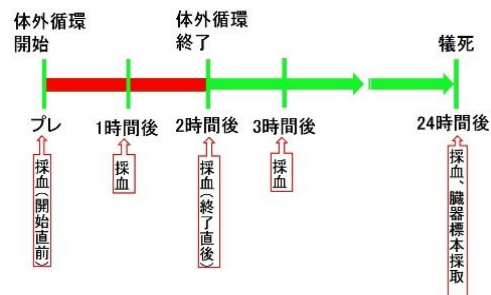 体外循環
開始
体外循環
終了
犠死
プレ
1時間後
2時間後
3時間後
24時間後
採血(開始直前)
採血
採血(終了直後)
採血
採血、臓器標本採取